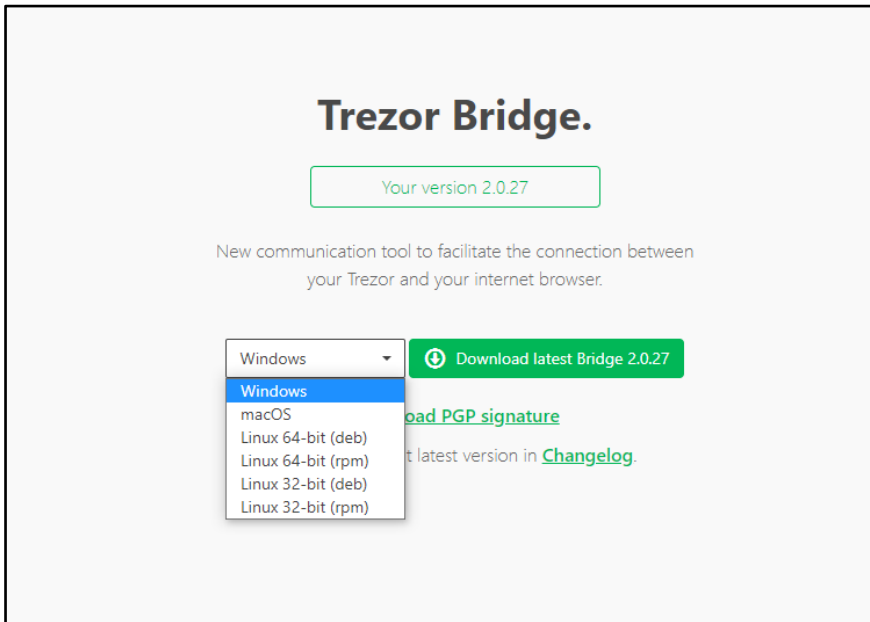 Trezor Bridge.
Your version 2.0.27
New communication tool to facilitate the connection between
your Trezor and your internet browser.
Windows
Download latest Bridge 2.0.27
Windows
macOS
Linux 64-bit (deb)
Linux 64-bit (rpm)
Linux 32-bit (deb)
Linux 32-bit (rpm)
PGP signature
latest version in Changelog.